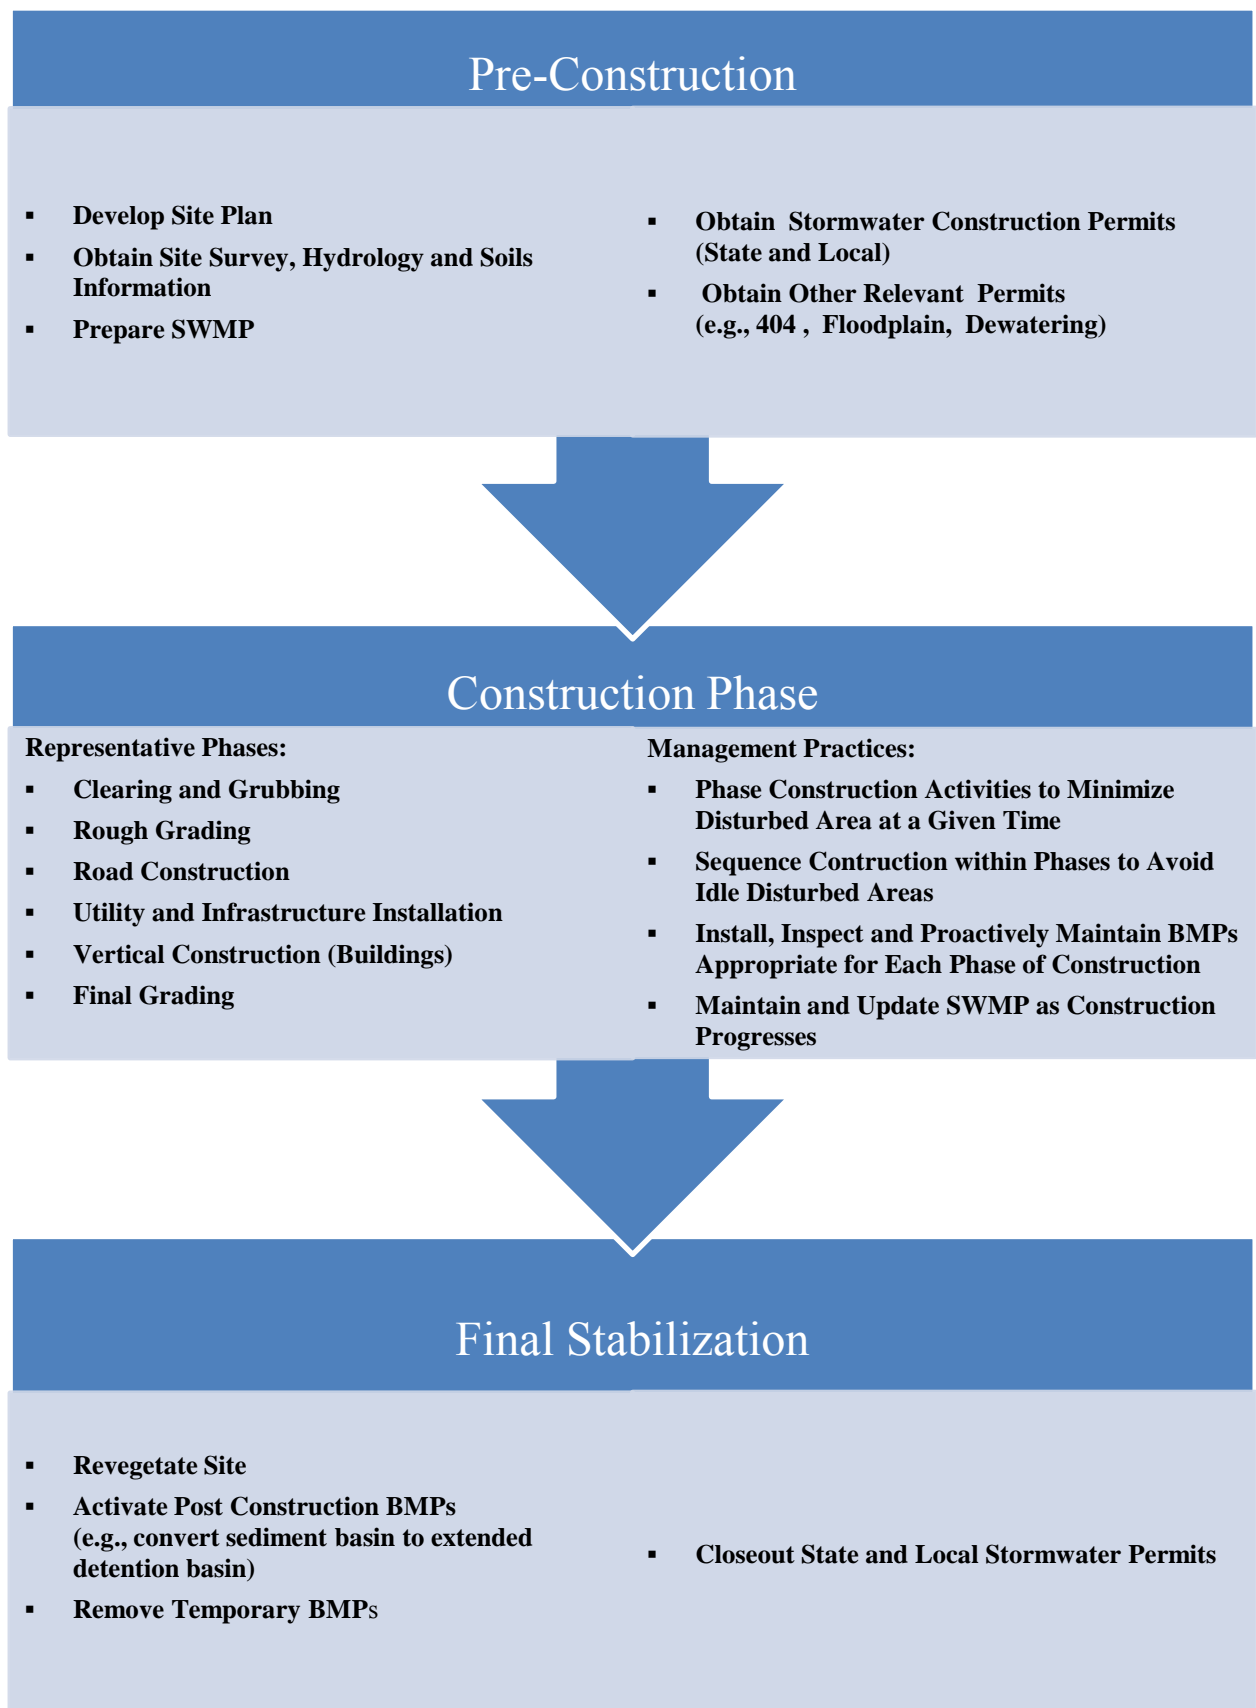 Pre-Construction
▪ Develop Site Plan
▪ Obtain Site Survey, Hydrology and Soils
Information
▪ Prepare SWMP
▪ Obtain Stormwater Construction Permits
(State and Local)
▪ Obtain Other Relevant Permits
(e.g., 404 , Floodplain, Dewatering)
Construction Phase
Representative Phases:
▪ Clearing and Grubbing
▪ Rough Grading
▪ Road Construction
▪ Utility and Infrastructure Installation
▪ Vertical Construction (Buildings)
▪ Final Grading
Management Practices:
▪ Phase Construction Activities to Minimize
Disturbed Area at a Given Time
▪ Sequence Contruction within Phases to Avoid
Idle Disturbed Areas
▪ Install, Inspect and Proactively Maintain BMPs
Appropriate for Each Phase of Construction
▪ Maintain and Update SWMP as Construction
Progresses
Final Stabilization
▪ Revegetate Site
▪ Activate Post Construction BMPs
(e.g., convert sediment basin to extended
detention basin)
▪ Remove Temporary BMPs
▪ Closeout State and Local Stormwater Permits